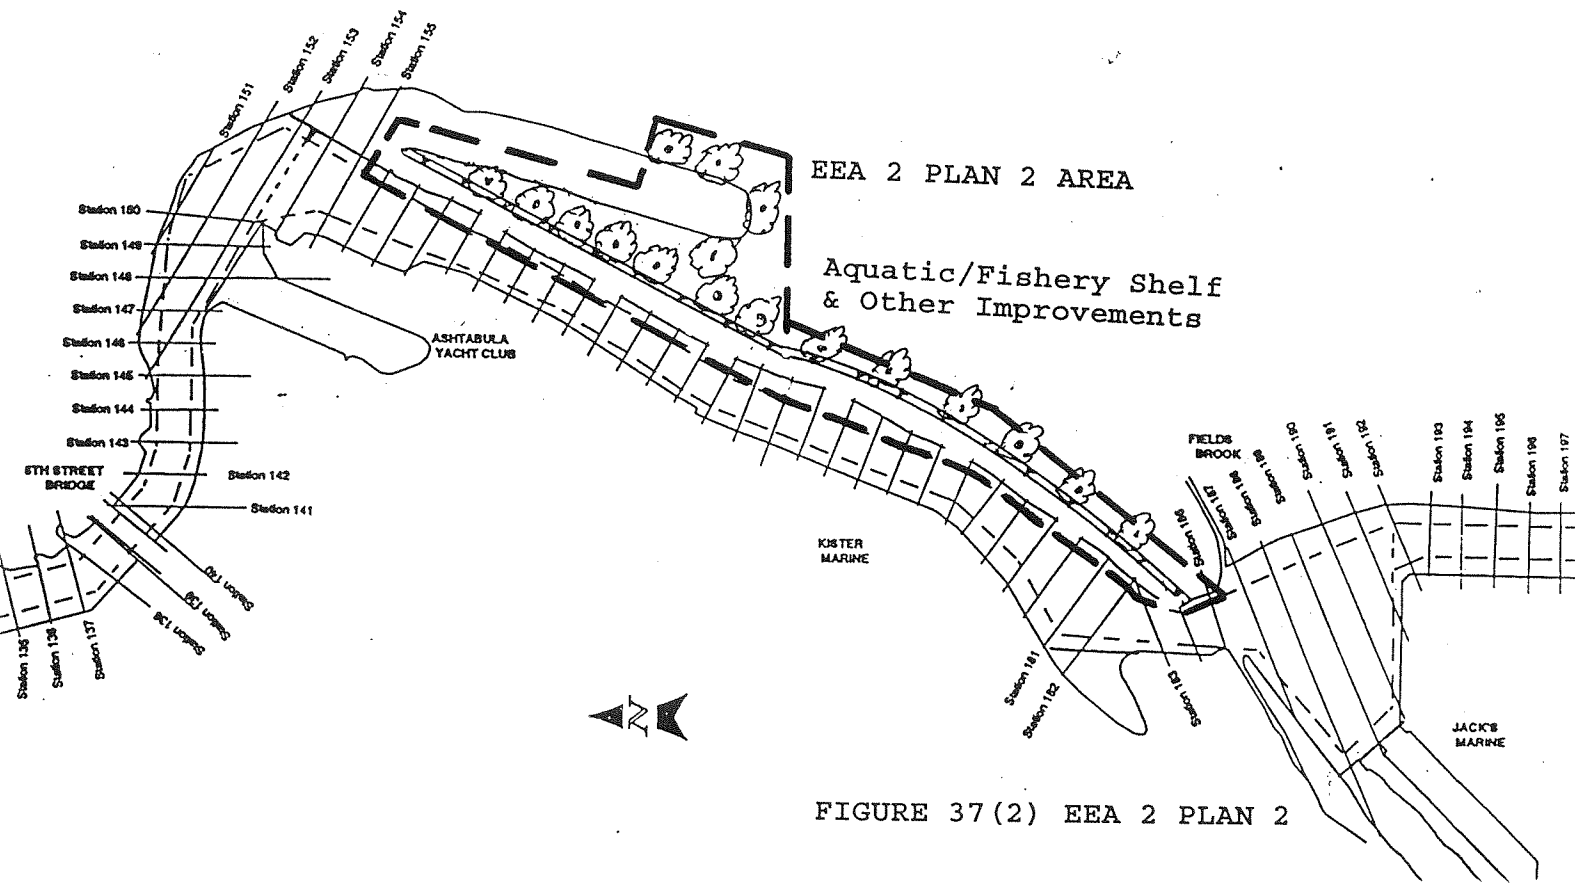 Station 151
Station 152
Station 153
Station 154
Station 155
EEA 2 PLAN 2 AREA
Station 150
Station 149
Station 148
Station 147
Station 146
Station 145
Station 144
Station 143
Aquatic/Fishery Shelf
& Other Improvements
ASHTABULA
YACHT CLUB
5TH STREET
BRIDGE
Station 142
Station 141
Station 140
Station 139
Station 138
Station 137
Station 136
Station 135
KISTER
MARINE
FIELDS
BROOK
Station 186
Station 187
Station 188
Station 189
Station 190
Station 191
Station 192
Station 193
Station 194
Station 195
Station 196
Station 197
Station 181
Station 182
Station 183
N
JACK'S
MARINE
FIGURE 37(2) EEA 2 PLAN 2